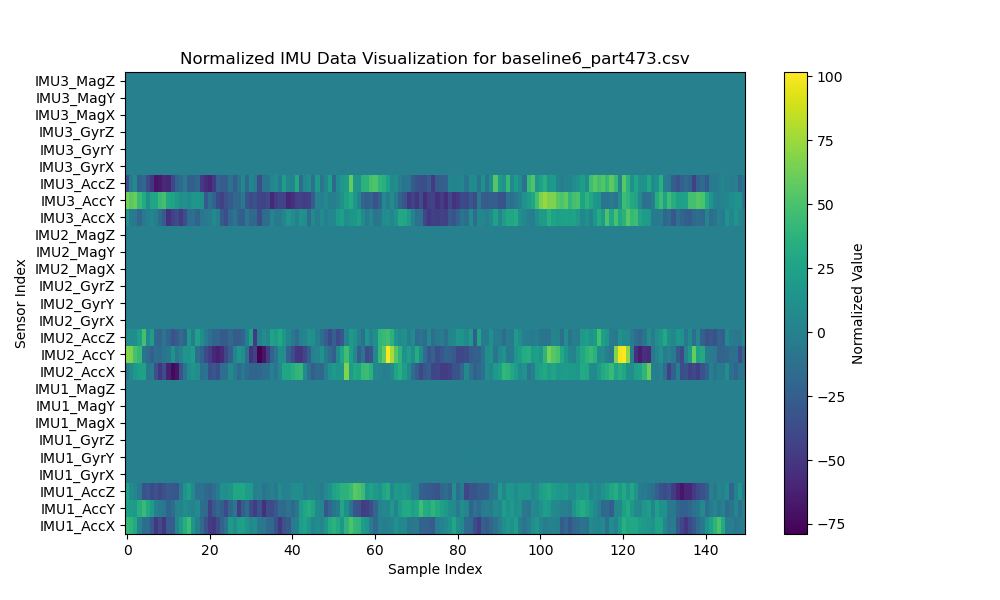 Normalized IMU Data Visualization for baseline6_part473.csv
IMU3_MagZ
IMU3_MagY
IMU3_MagX
IMU3_GyrZ
IMU3_GyrY
IMU3_GyrX
IMU3_AccZ
IMU3_AccY
IMU3_AccX
IMU2_MagZ
IMU2_MagY
IMU2_MagX
IMU2_GyrZ
IMU2_GyrY
IMU2_GyrX
IMU2_AccZ
IMU2_AccY
IMU2_AccX
IMU1_MagZ
IMU1_MagY
IMU1_MagX
IMU1_GyrZ
IMU1_GyrY
IMU1_GyrX
IMU1_AccZ
IMU1_AccY
IMU1_AccX
Sensor Index
0 20 40 60 80 100 120 140
Sample Index
100
75
50
25
0
−25
−50
−75
Normalized Value